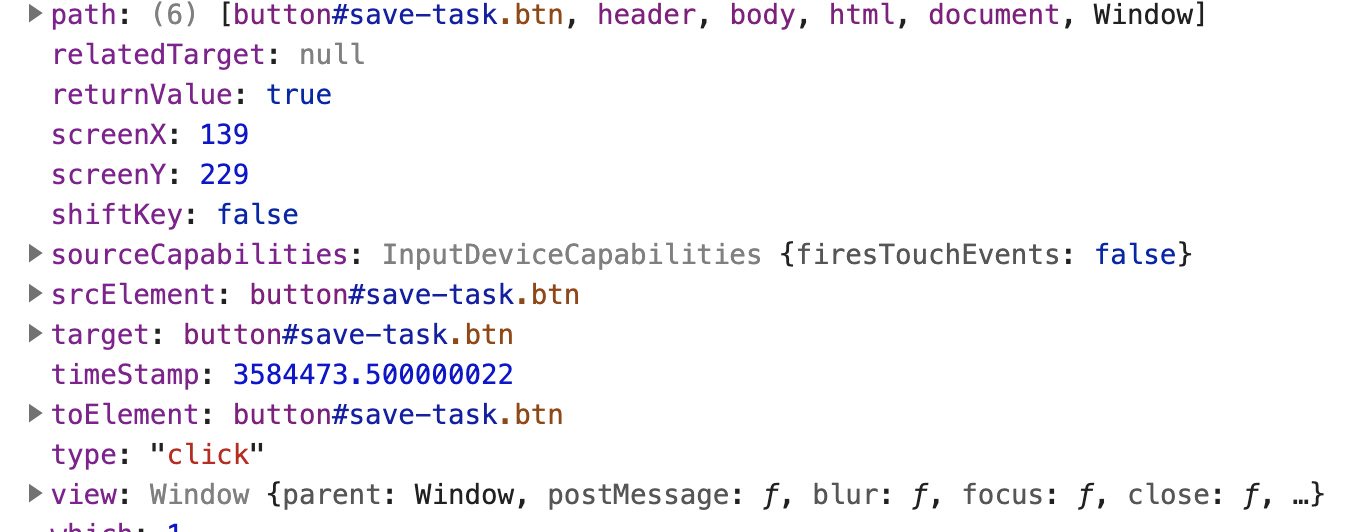 path: (6) [button#save-task.btn, header, body, html, document, Window]
relatedTarget: null
returnValue: true
screenX: 139
screenY: 229
shiftKey: false
sourceCapabilities: InputDeviceCapabilities {firesTouchEvents: false}
srcElement: button#save-task.btn
target: button#save-task.btn
timeStamp: 3584473.500000022
toElement: button#save-task.btn
type: "click"
view: Window {parent: Window, postMessage: ƒ, blur: ƒ, focus: ƒ, close: ƒ, …}
which: 1